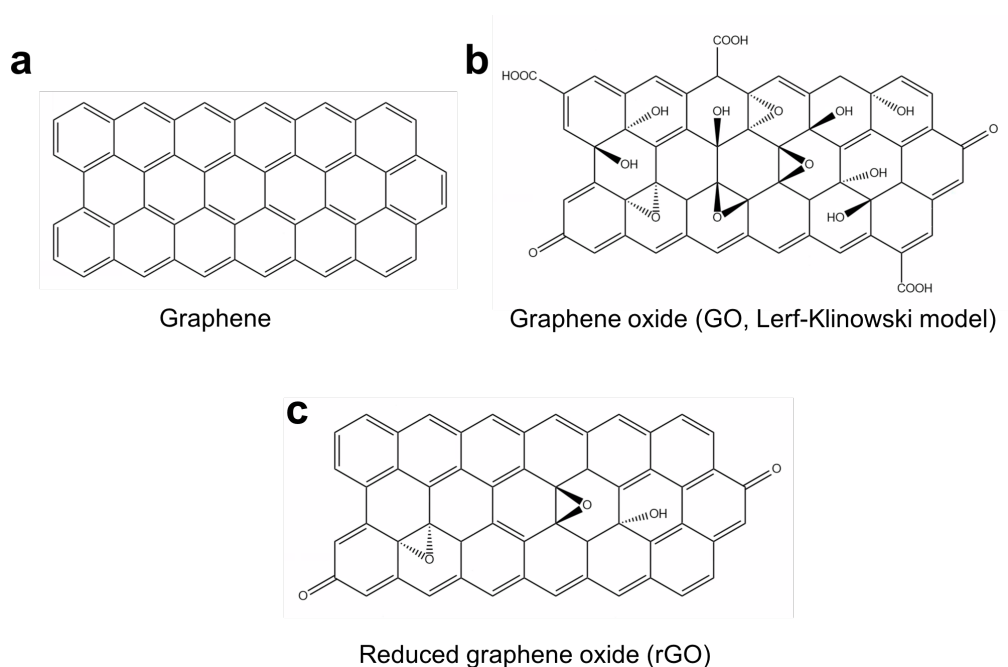 a
Graphene
b
COOH
HOOC
OH
OH
O
OH
OH
O
OH
O
OH
O
O
HO
O
COOH
Graphene oxide (GO, Lerf-Klinowski model)
c
O
O
OH
O
O
Reduced graphene oxide (rGO)